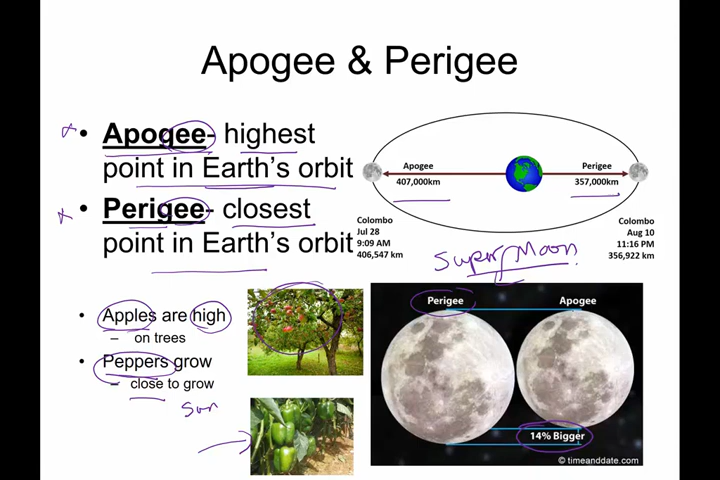 Apogee & Perigee
• Apogee- highest
point in Earth's orbit
• Perigee- closest
point in Earth's orbit
• Apples are high
– on trees
• Peppers grow
– close to grow
Sun
Apogee
407,000km
Perigee
357,000km
Colombo
Jul 28
9:09 AM
406,547 km
Colombo
Aug 10
11:16 PM
356,922 km
Super Moon
Perigee
Apogee
14% Bigger
© timeanddate.com